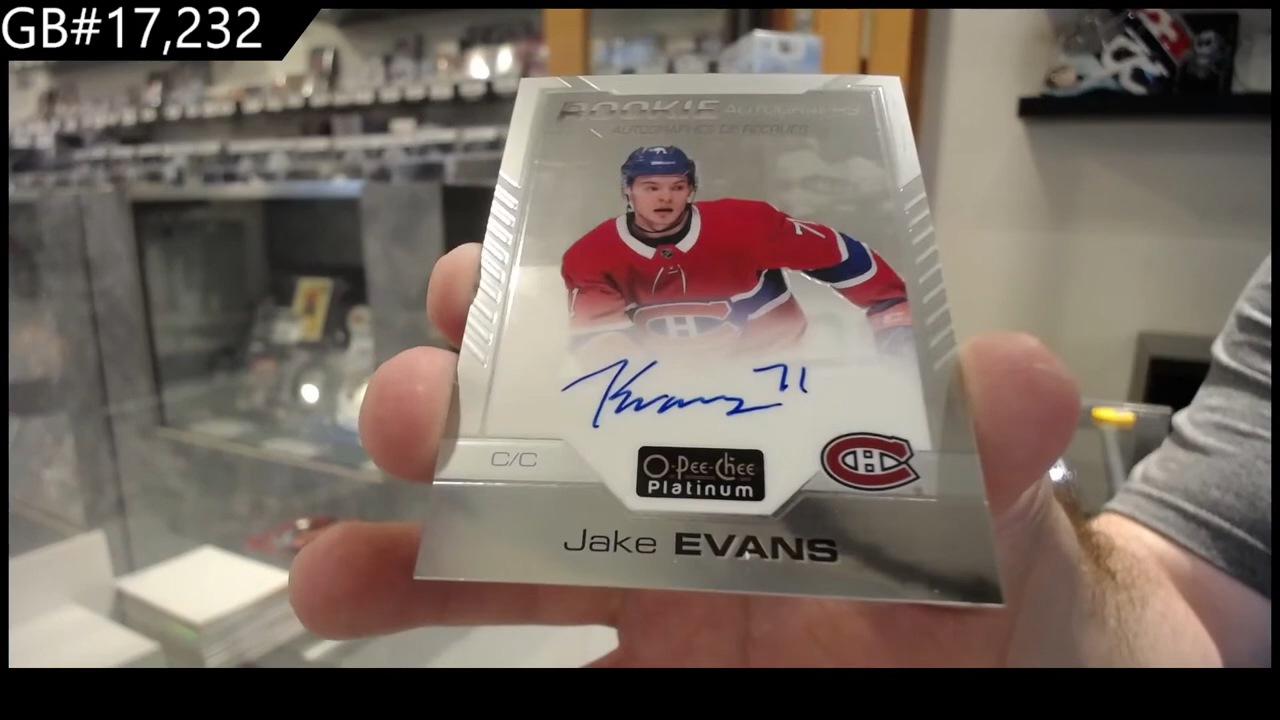 GB#17,232
ROOKIE AUTOGRAPHS
AUTOGRAPHES DE RECRUES
71
C/C
O-Pee-Chee
Platinum
Jake EVANS